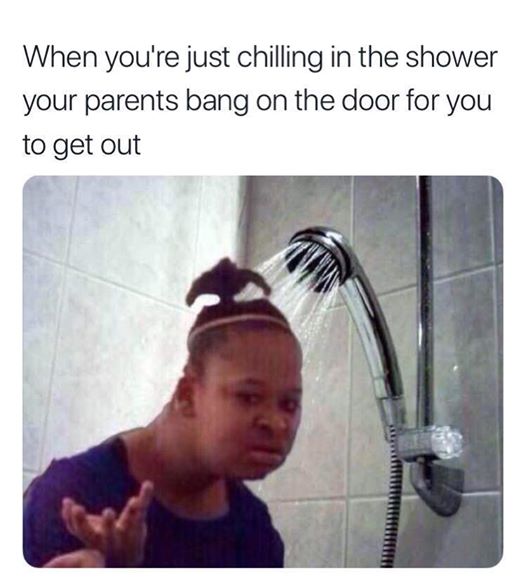 When you're just chilling in the shower
your parents bang on the door for you
to get out